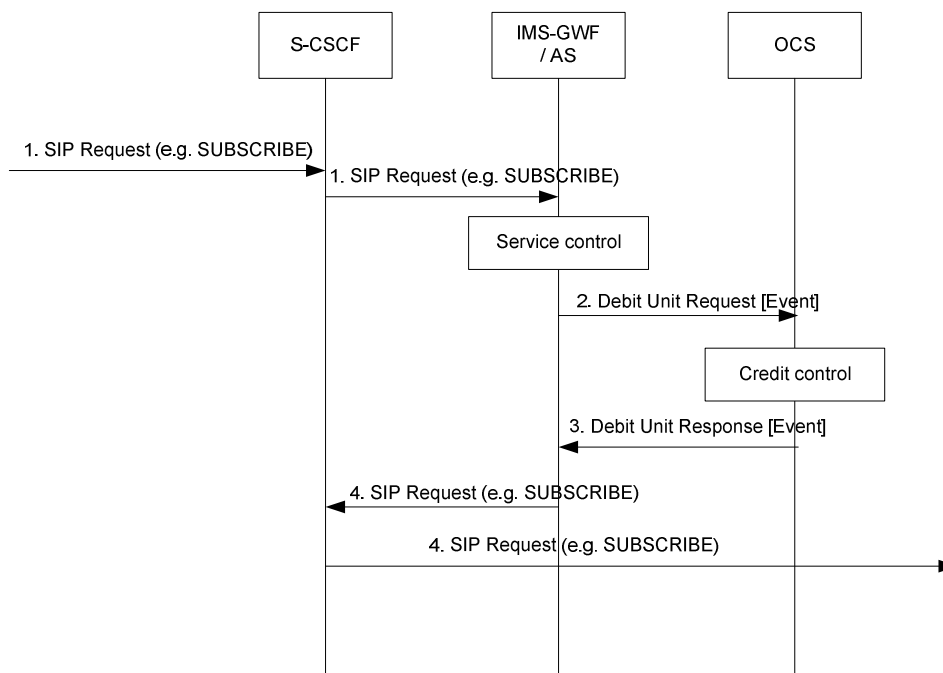 S-CSCF
IMS-GWF
/ AS
OCS
1. SIP Request (e.g. SUBSCRIBE)
1. SIP Request (e.g. SUBSCRIBE)
Service control
2. Debit Unit Request [Event]
Credit control
3. Debit Unit Response [Event]
4. SIP Request (e.g. SUBSCRIBE)
4. SIP Request (e.g. SUBSCRIBE)